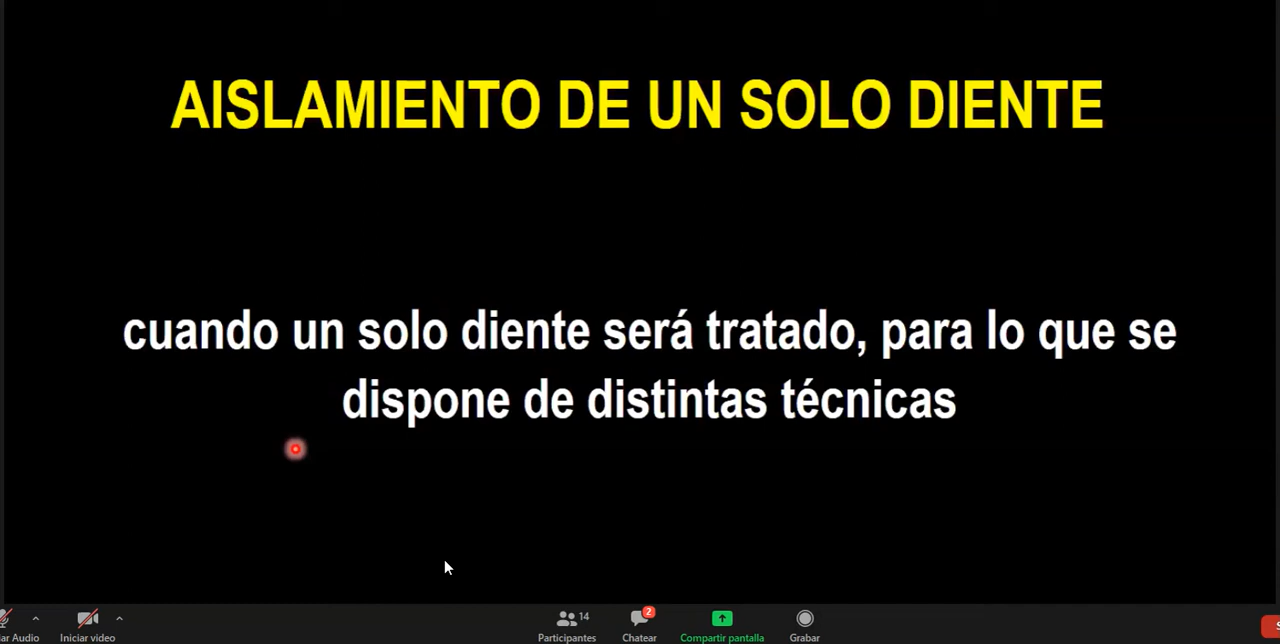 AISLAMIENTO DE UN SOLO DIENTE
cuando un solo diente será tratado, para lo que se
dispone de distintas técnicas
14
2
Audio
Iniciar video
Participantes
Chatear
Compartir pantalla
Grabar